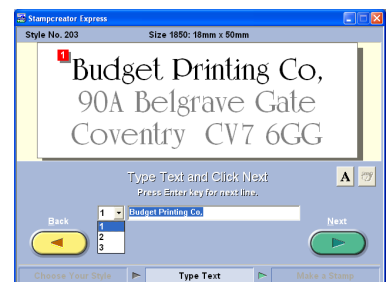 Stampcreator Express
Style No. 203 Size 1850: 18mm x 50mm
1
Budget Printing Co,
90A Belgrave Gate
Coventry CV7 6GG
Type Text and Click Next
A
Press Enter key for next line.
Back 1 Budget Printing Co, Next
1
2
3
Choose Your Style Type Text Make a Stamp